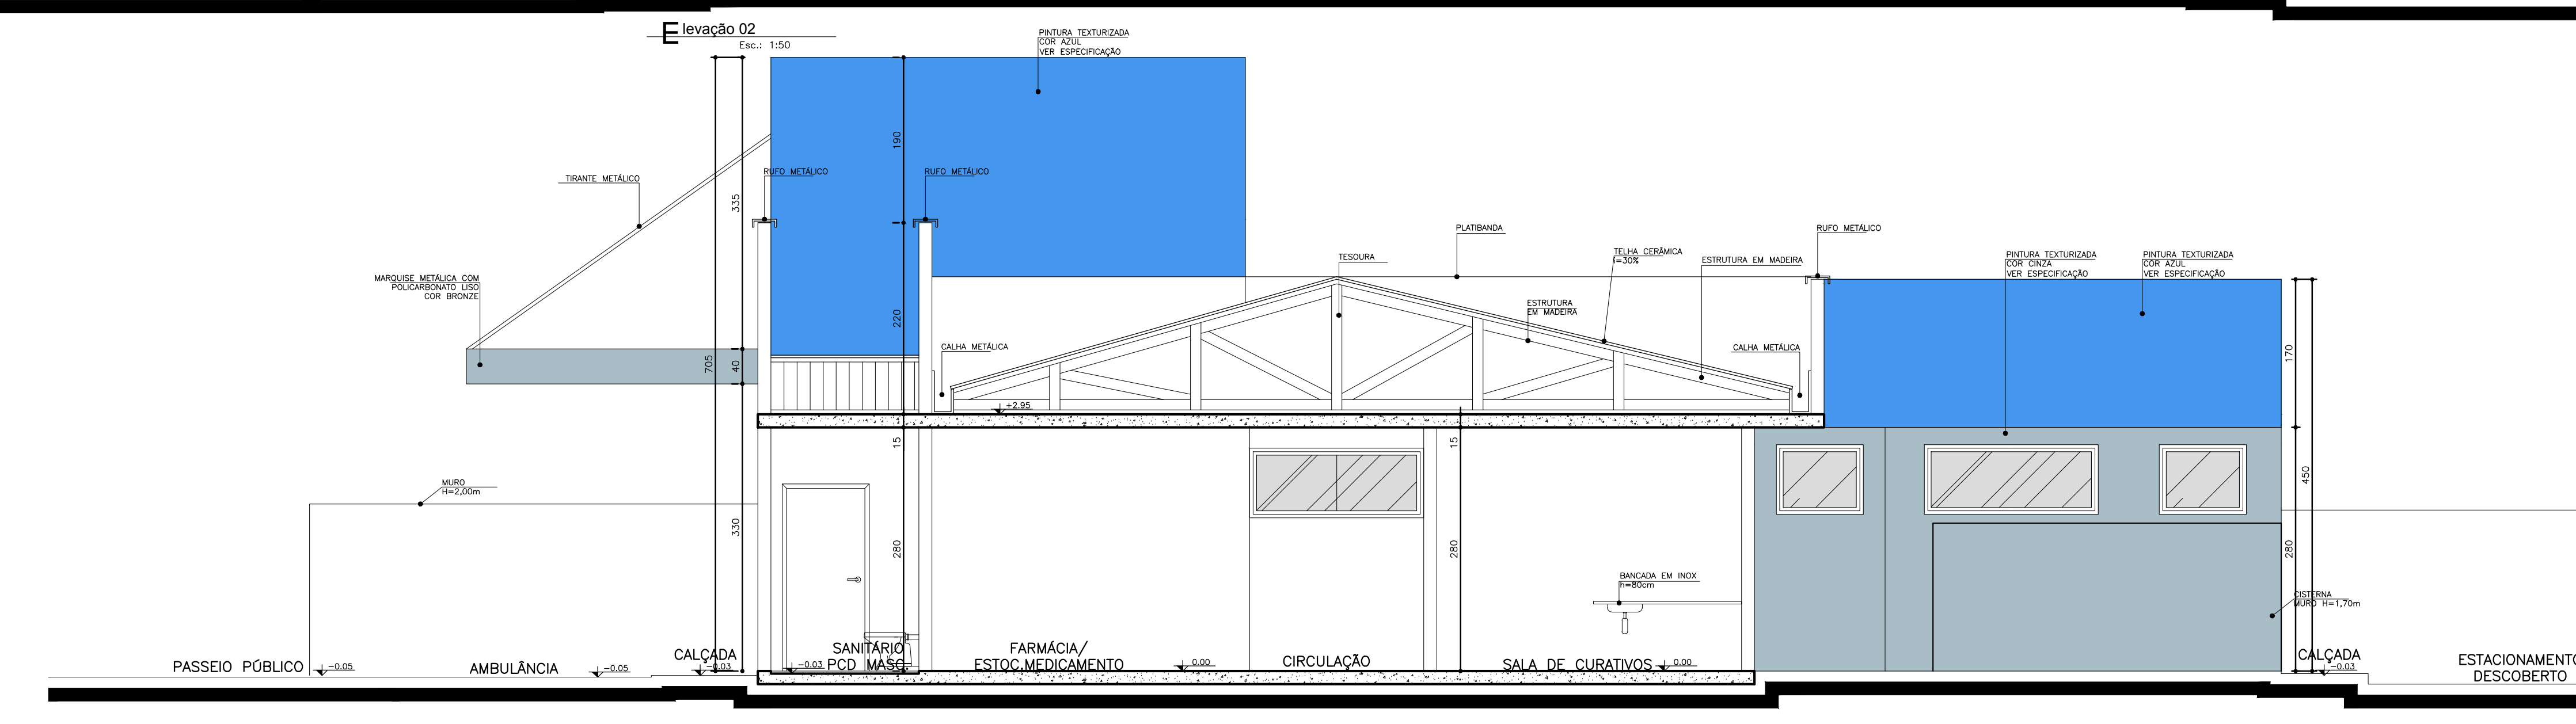 Elevação 02
Esc.: 1:50
PINTURA TEXTURIZADA
COR AZUL
VER ESPECIFICAÇÃO
190
TIRANTE METÁLICO
RUFO METÁLICO
RUFO METÁLICO
335
PLATIBANDA
RUFO METÁLICO
TESOURA
TELHA CERÂMICA
i=30%
ESTRUTURA EM MADEIRA
PINTURA TEXTURIZADA
COR CINZA
VER ESPECIFICAÇÃO
PINTURA TEXTURIZADA
COR AZUL
VER ESPECIFICAÇÃO
MARQUISE METÁLICA COM
POLICARBONATO LISO
COR BRONZE
ESTRUTURA
EM MADEIRA
220
CALHA METÁLICA
CALHA METÁLICA
705
40
170
+2.95
15
15
450
MURO
H=2,00m
330
280
280
280
BANCADA EM INOX
h=80cm
CISTERNA
MURO H=1,70m
PASSEIO PÚBLICO
-0.05
AMBULÂNCIA
-0.05
CALÇADA
-0.03
-0.03
SANITÁRIO
PCD MASC.
FARMÁCIA/
ESTOC.MEDICAMENTO
0.00
CIRCULAÇÃO
SALA DE CURATIVOS
0.00
CALÇADA
-0.03
ESTACIONAMENTO
DESCOBERTO